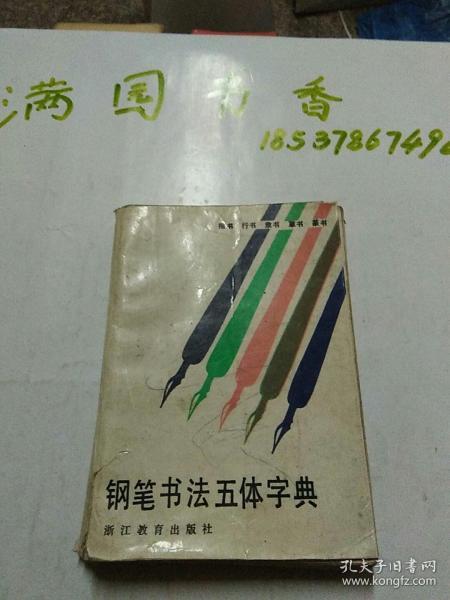 满园书香
18537867496
楷书 行书 隶书 草书 篆书
钢笔书法五体字典
浙江教育出版社
孔夫子旧书网
www.kongfz.com